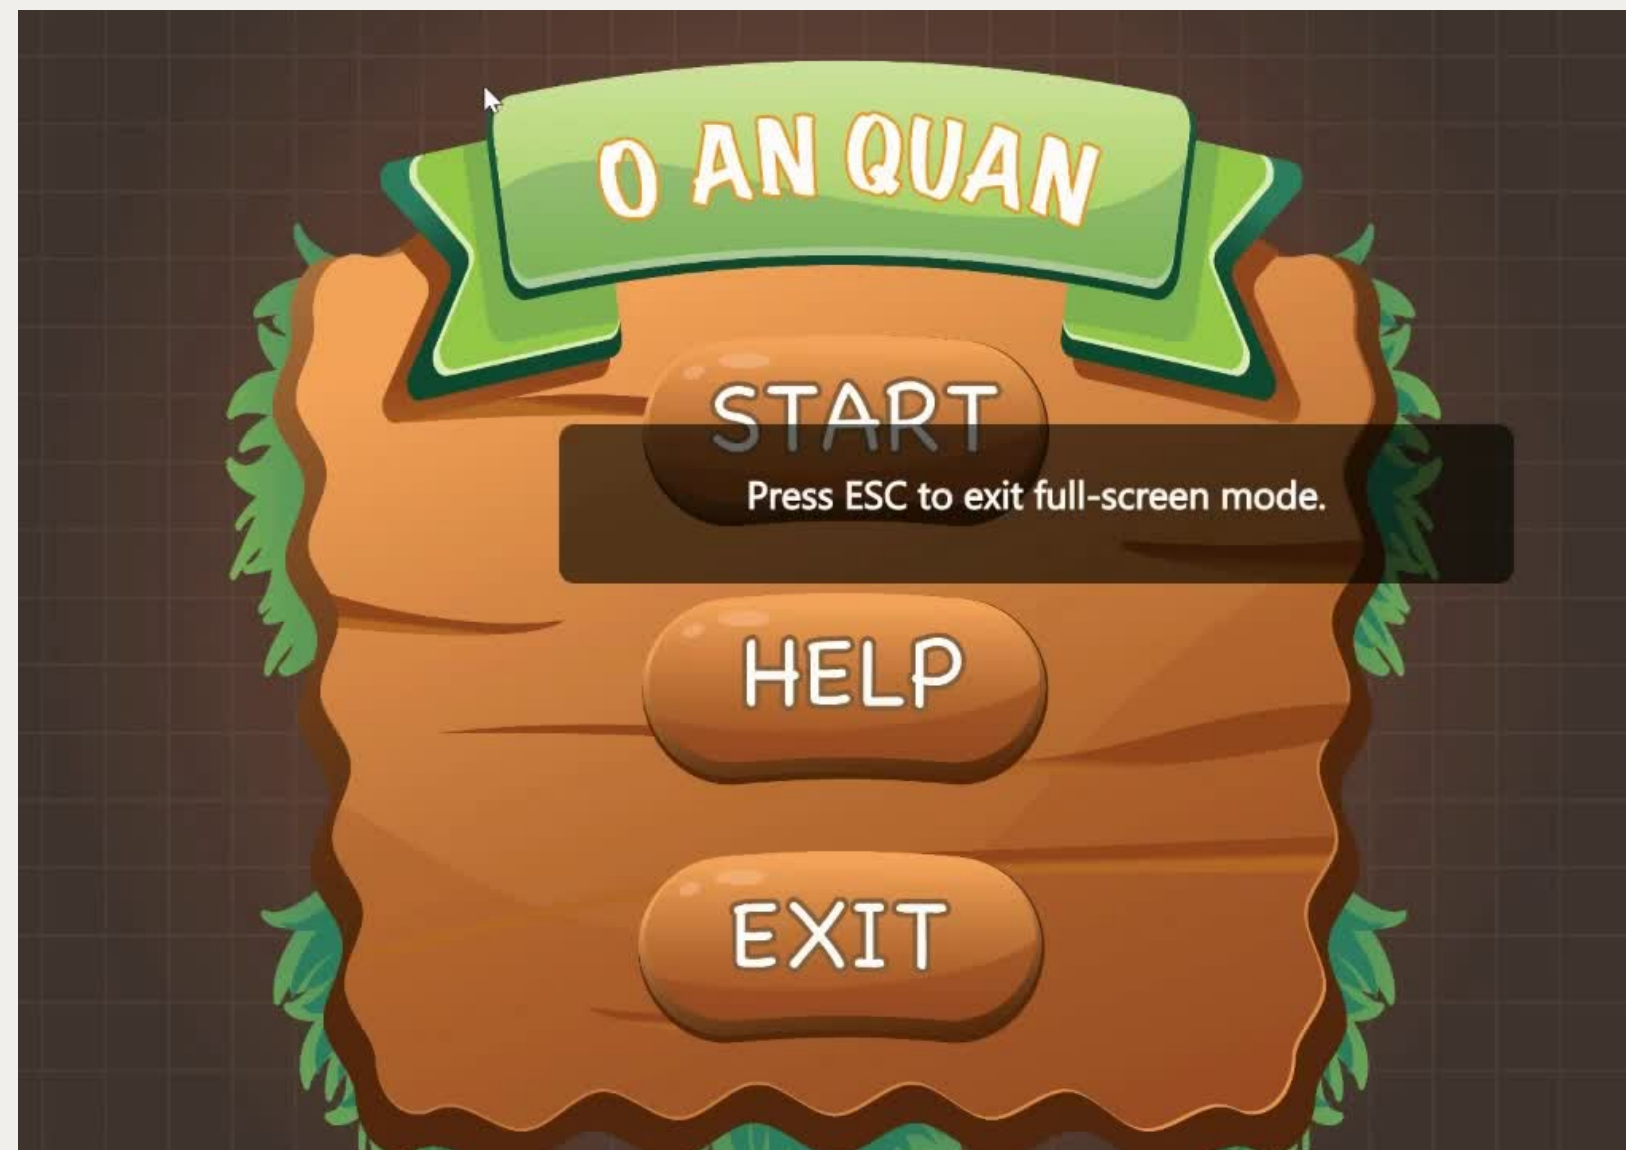 O AN QUAN
START
Press ESC to exit full-screen mode.
HELP
EXIT